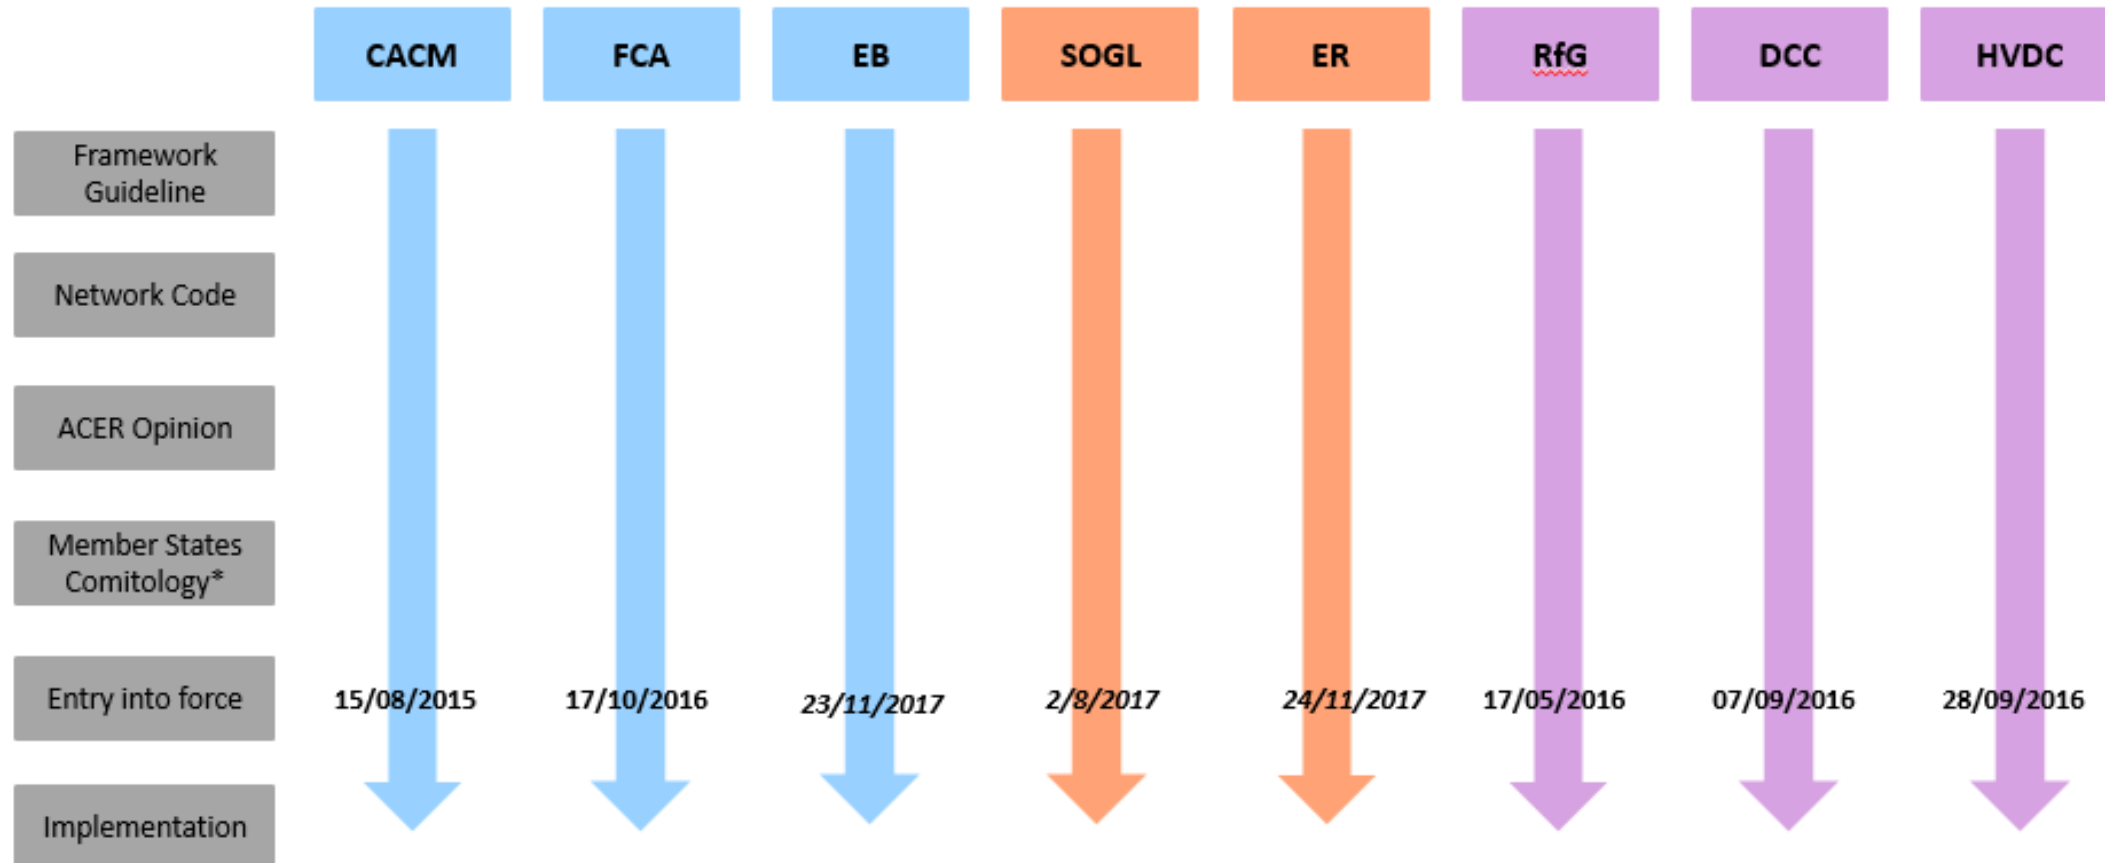 CACM FCA EB SOGL ER RfG DCC HVDC
Framework
Guideline
Network Code
ACER Opinion
Member States
Comitology*
Entry into force 15/08/2015 17/10/2016 23/11/2017 2/8/2017 24/11/2017 17/05/2016 07/09/2016 28/09/2016
Implementation